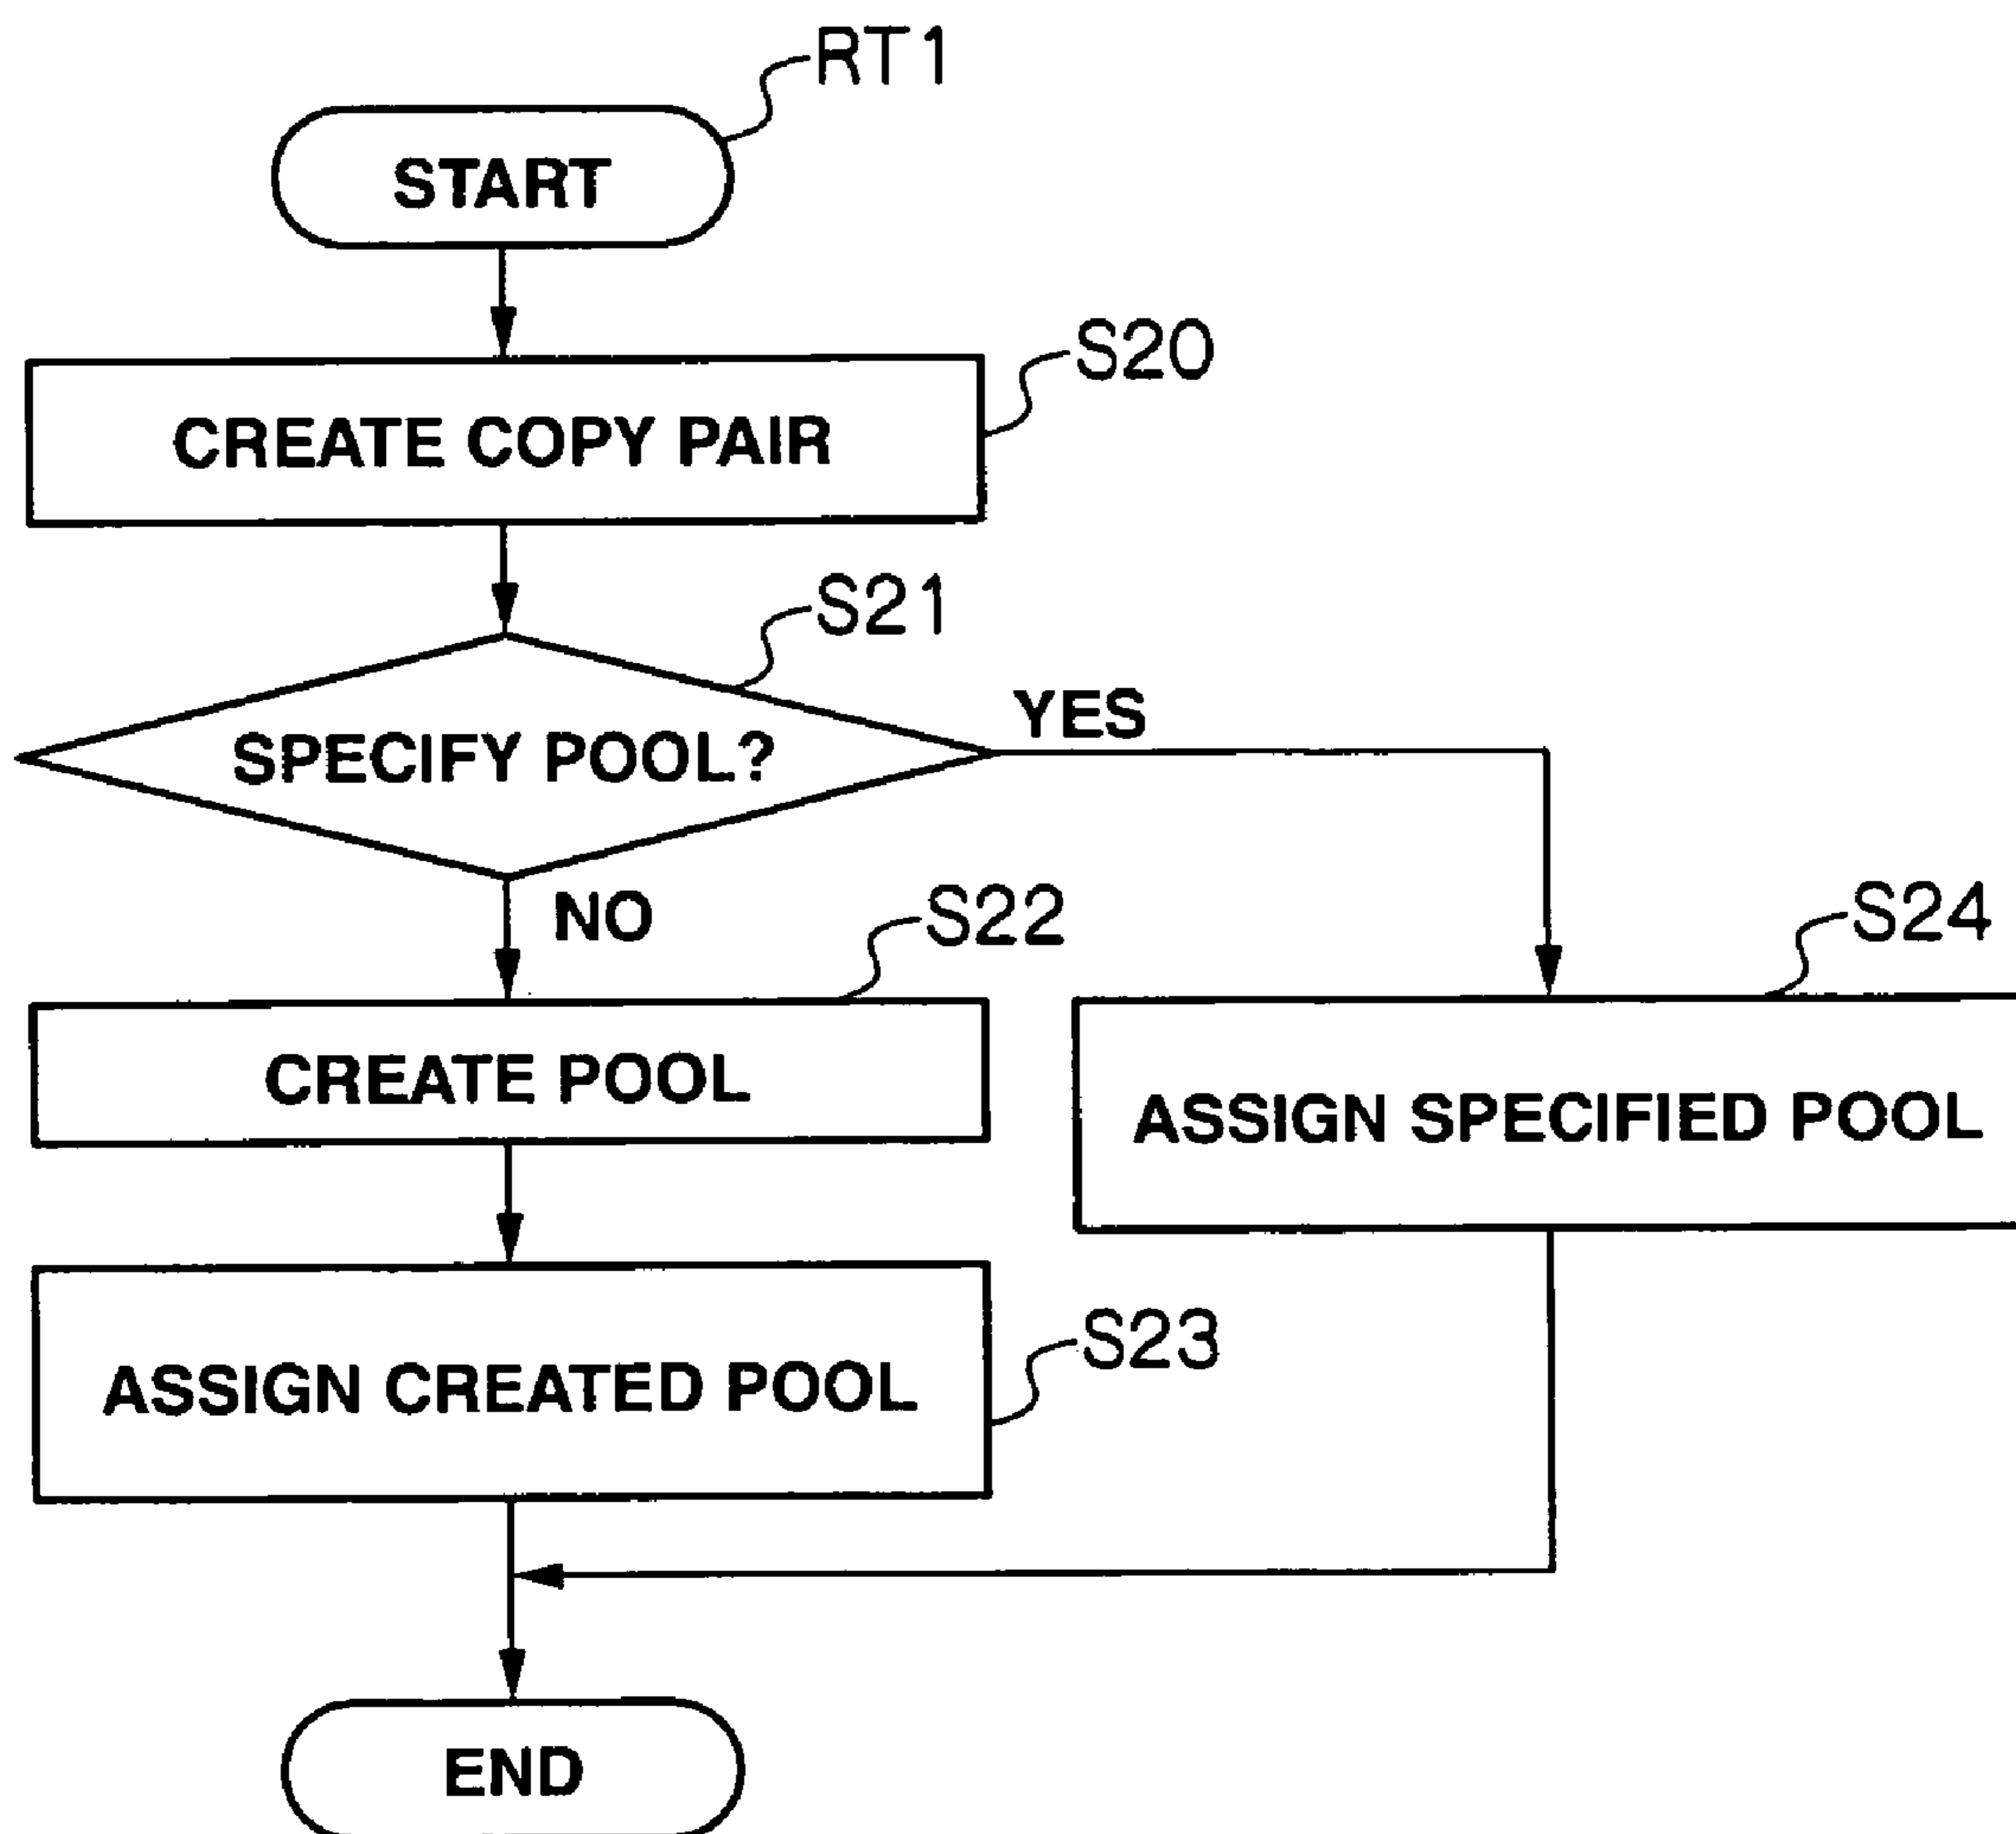 RT1
START
S20
CREATE COPY PAIR
S21
YES
SPECIFY POOL?
NO
S22
S24
CREATE POOL
ASSIGN SPECIFIED POOL
S23
ASSIGN CREATED POOL
END